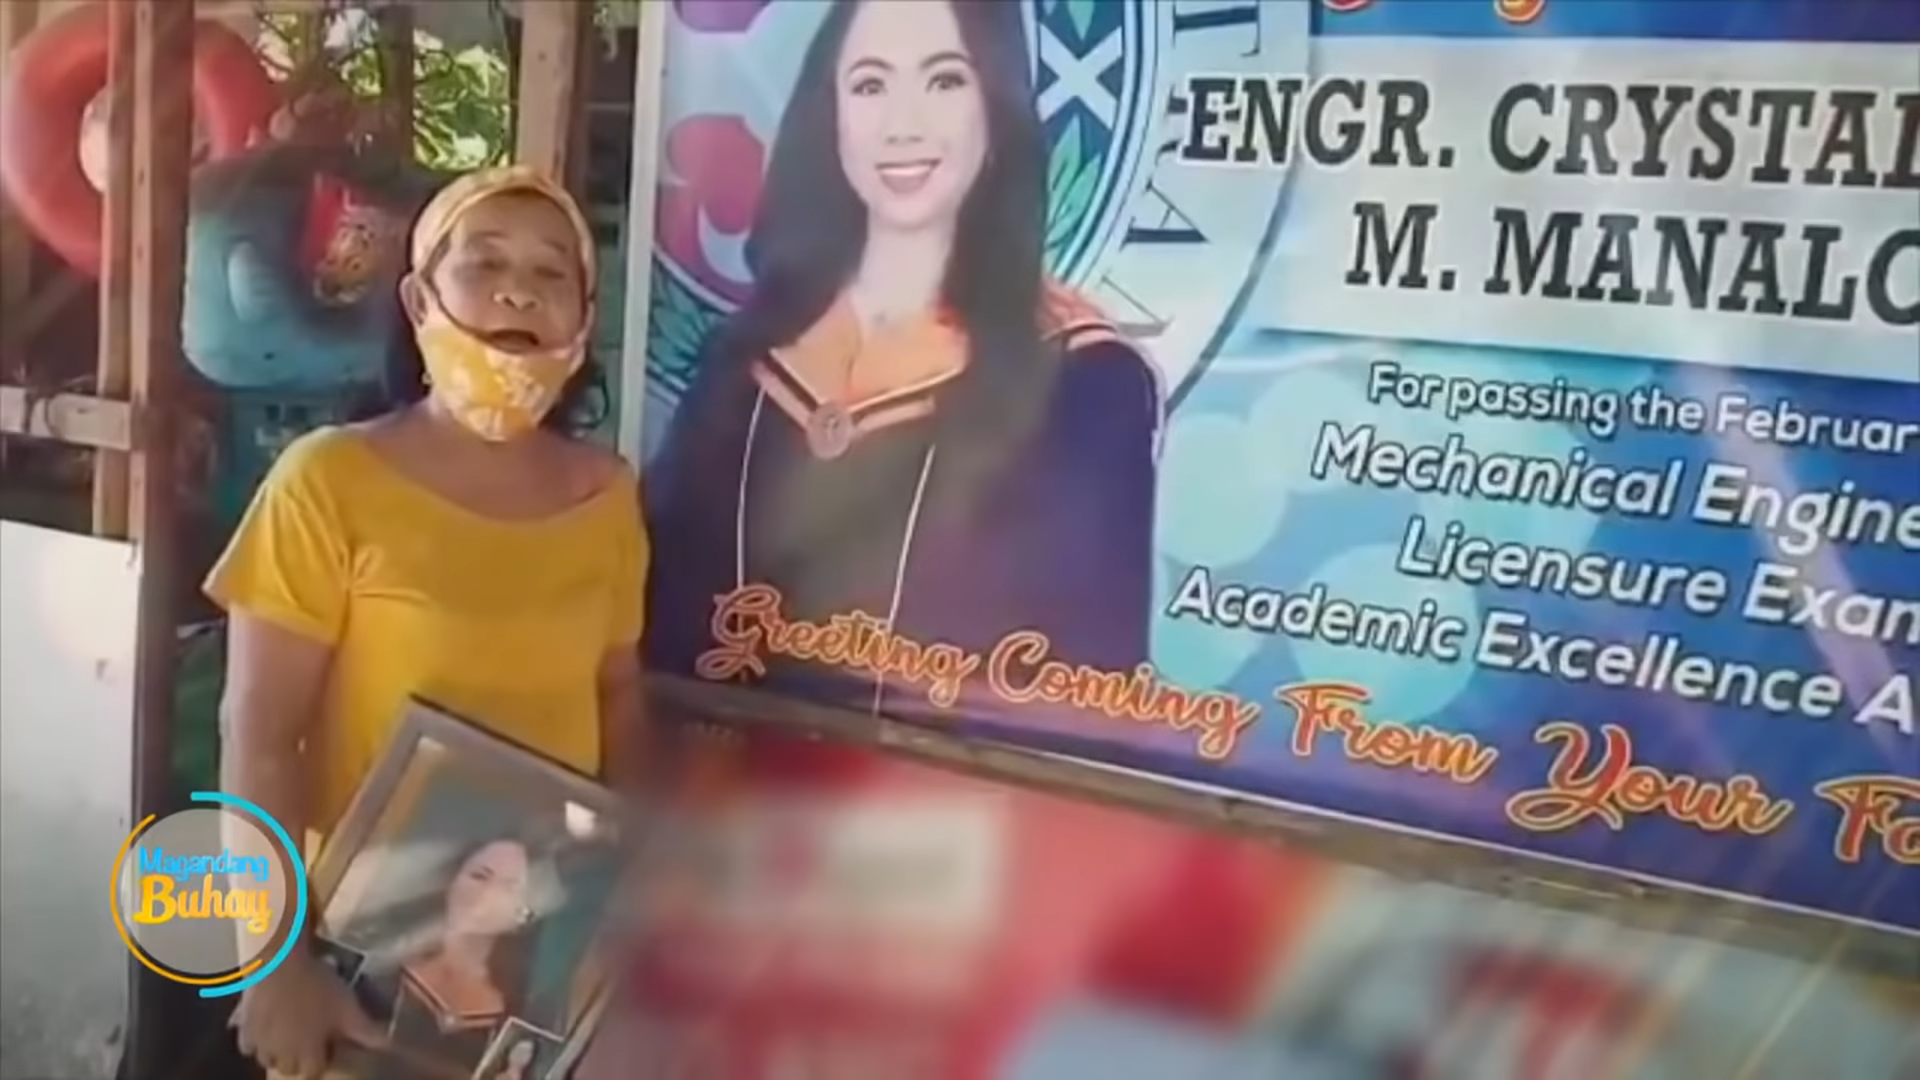 ENGR. CRYSTAL
M. MANALO
For passing the Februar
Mechanical Engine
Licensure Exam
Academic Excellence A
Greeting Coming From Your Fa
Magandang
Buhay